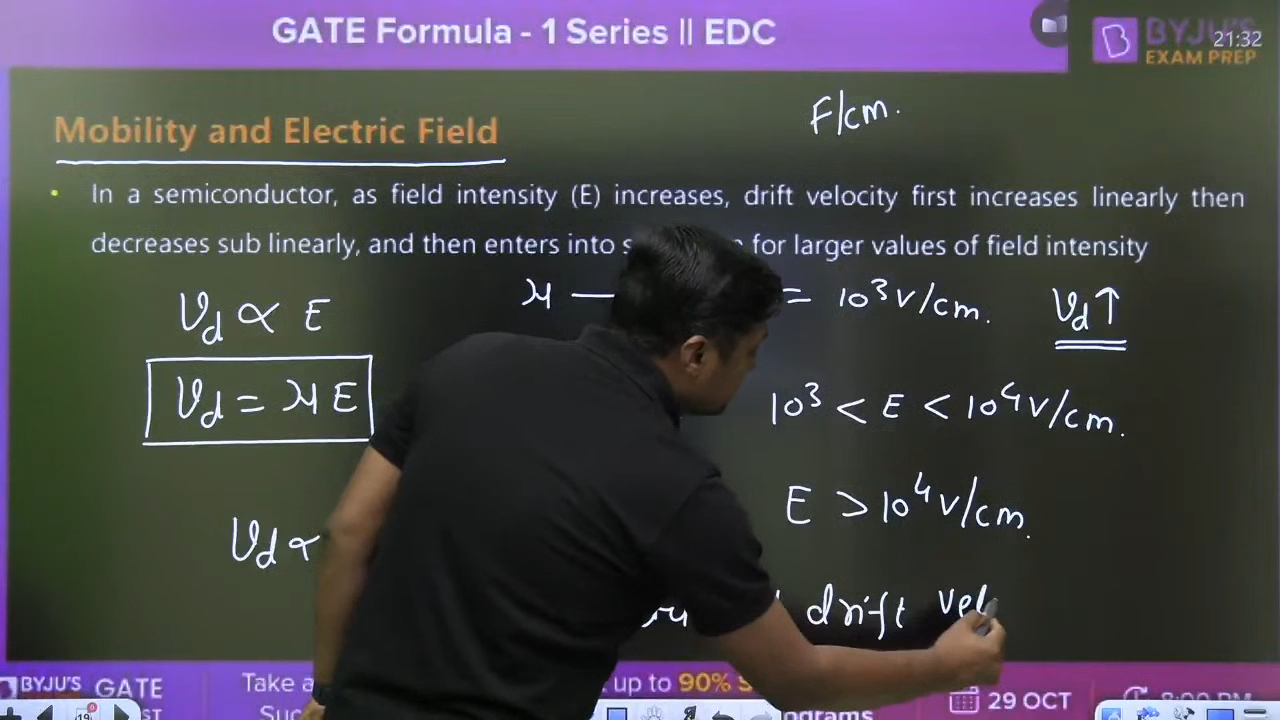 GATE Formula - 1 Series || EDC
BYJU'S
EXAM PREP
21:32
F/cm.
Mobility and Electric Field
• In a semiconductor, as field intensity (E) increases, drift velocity first increases linearly then
decreases sub linearly, and then enters into for larger values of field intensity
Vd ∝ E
μ — = 10³ V/cm. Vd↑
Vd = μE
10³ < E < 10⁴ V/cm.
E > 10⁴ V/cm.
Vd ∝
drift vel
BYJU'S GATE
Take
up to 90%
29 OCT
8:00 PM